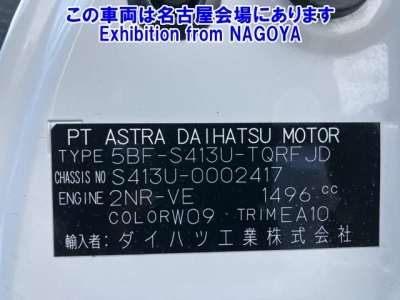 この車両は名古屋会場にあります
Exhibition from NAGOYA
PT ASTRA DAIHATSU MOTOR
TYPE 5BF-S413U-TQRFJD
CHASSIS NO S413U-0002417
ENGINE 2NR-VE 1496 cc
COLOR W09 TRIM EA10
輸入者: ダイハツ工業株式会社